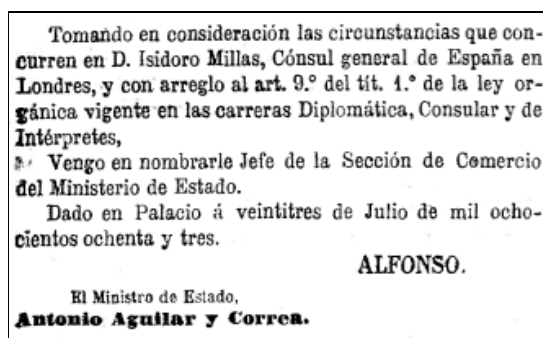 Tomando en consideración las circunstancias que con-
curren en D. Isidoro Millas, Cónsul general de España en
Londres, y con arreglo al art. 9.º del tít. 1.º de la ley or-
gánica vigente en las carreras Diplomática, Consular y de
Intérpretes,
Vengo en nombrarle Jefe de la Sección de Comercio
del Ministerio de Estado.
Dado en Palacio á veintitres de Julio de mil ocho-
cientos ochenta y tres.
ALFONSO.
El Ministro de Estado,
Antonio Aguilar y Correa.